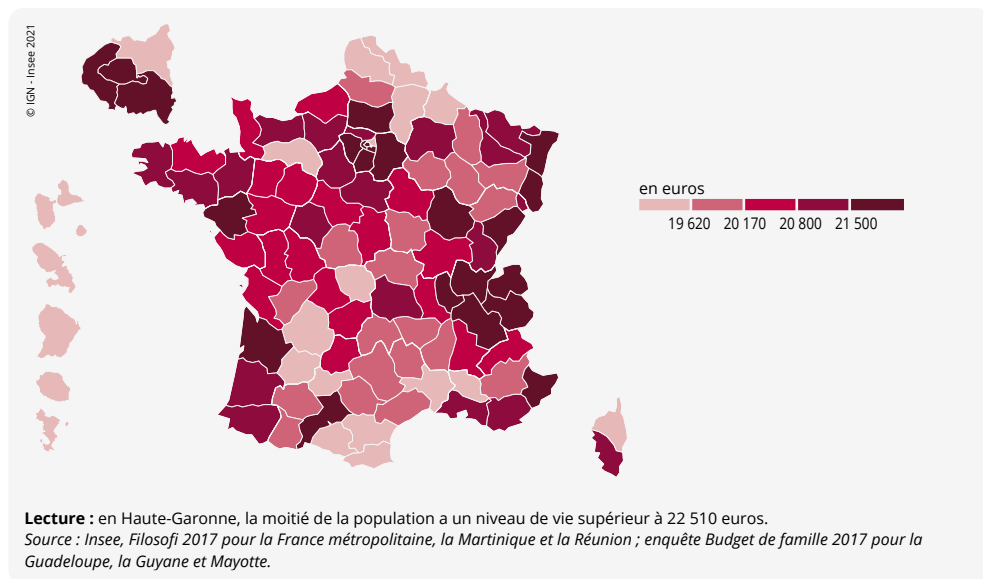 © IGN - Insee 2021
en euros
19 620 20 170 20 800 21 500
Lecture : en Haute-Garonne, la moitié de la population a un niveau de vie supérieur à 22 510 euros.
Source : Insee, Filosofi 2017 pour la France métropolitaine, la Martinique et la Réunion ; enquête Budget de famille 2017 pour la
Guadeloupe, la Guyane et Mayotte.